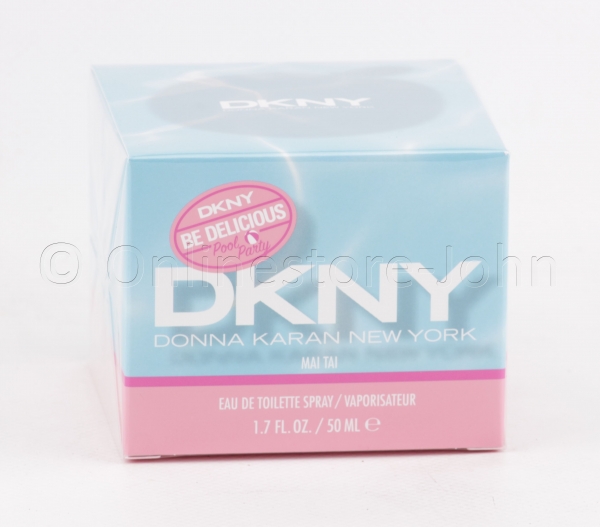 DKNY
DKNY
BE DELICIOUS
Pool Party
DKNY
DONNA KARAN NEW YORK
MAI TAI
EAU DE TOILETTE SPRAY/VAPORISATEUR
1.7 FL. OZ. / 50 ML ℮
© Onlinestore-John